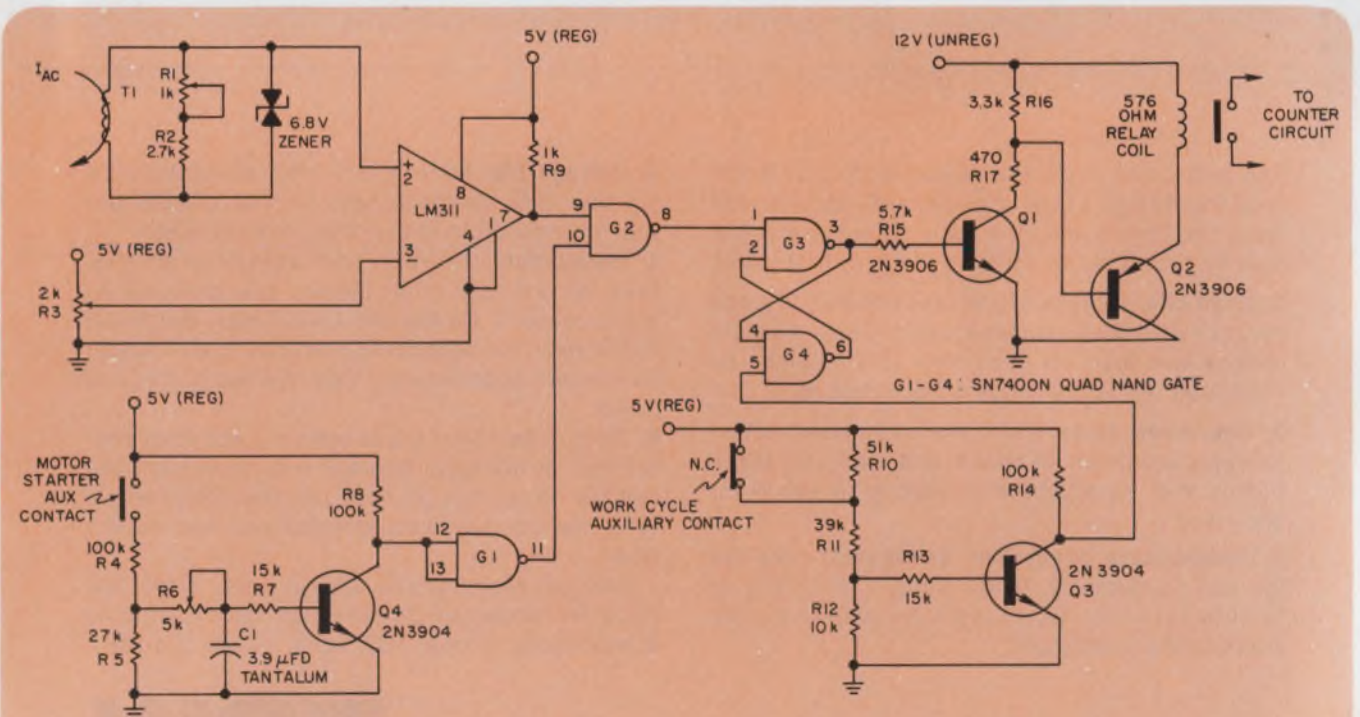 5V (REG)
12V (UNREG)
I AC
T1
R1
1k
R2
2.7k
6.8V
ZENER
1k
R9
3.3k
R16
576
OHM
RELAY
COIL
TO
COUNTER
CIRCUIT
+
2
8
LM311
7
1
4
3
–
9
10
G2
8
1
2
G3
3
5.7k
R15
2N3906
470
R17
Q1
Q2
2N3906
5V (REG)
2k
R3
4
5
G4
6
G1-G4: SN7400N QUAD NAND GATE
5V (REG)
MOTOR
STARTER
AUX
CONTACT
R8
100k
12
13
G1
11
100k
R4
R6
5k
15k
R7
Q4
2N3904
27k
R5
C1
3.9 µFD
TANTALUM
5V (REG)
N.C.
WORK CYCLE
AUXILIARY CONTACT
51k
R10
100k
R14
39k
R11
R13
15k
2N3904
Q3
R12
10k